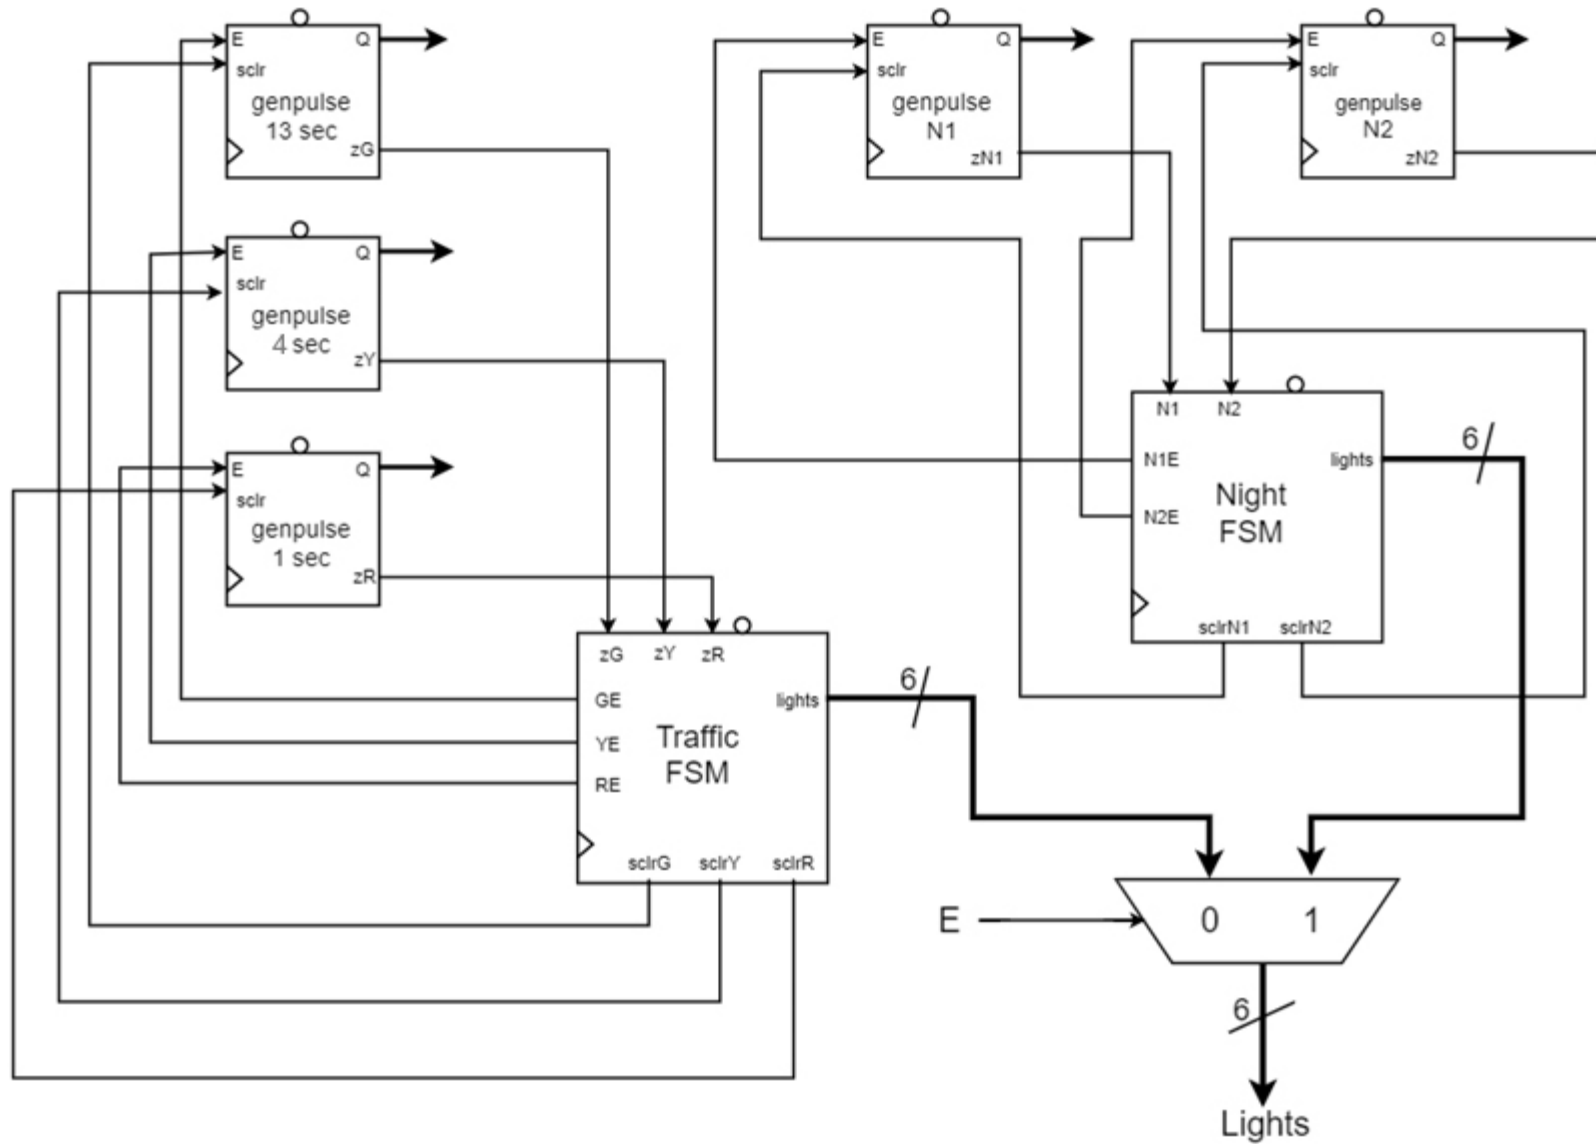 E Q
sclr
genpulse
13 sec
zG
E Q
sclr
genpulse
4 sec
zY
E Q
sclr
genpulse
1 sec
zR
E Q
sclr
genpulse
N1
zN1
E Q
sclr
genpulse
N2
zN2
N1 N2
N1E
lights
Night
FSM
N2E
sclrN1 sclrN2
6
zG zY zR
GE
lights
Traffic
FSM
YE
RE
sclrG sclrY sclrR
6
E
0 1
6
Lights